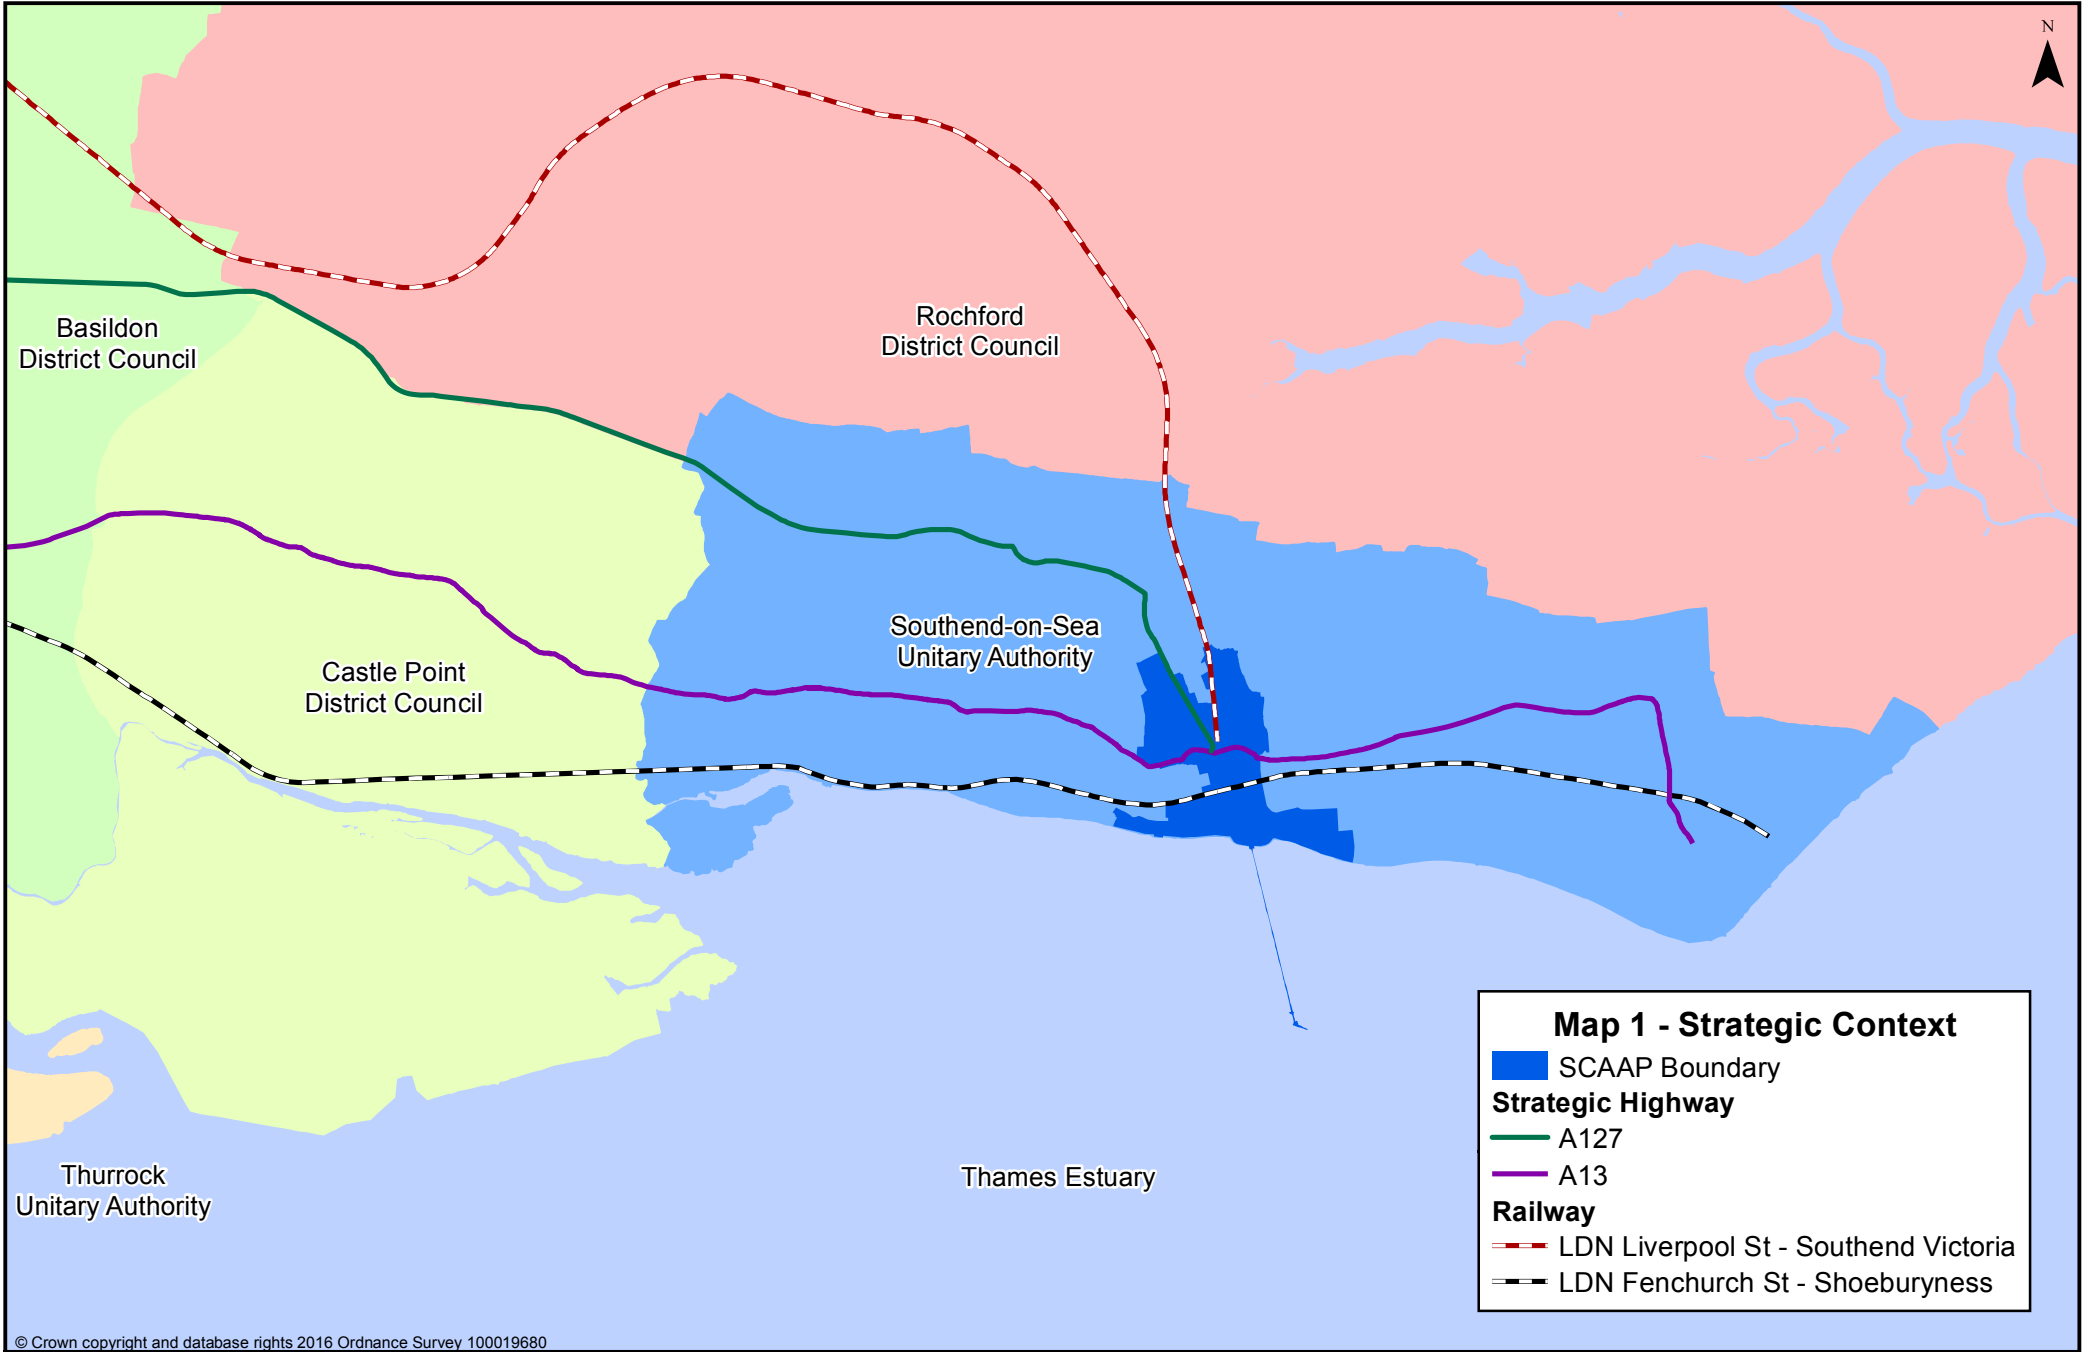 N
Basildon
District Council
Rochford
District Council
Southend-on-Sea
Unitary Authority
Castle Point
District Council
Thurrock
Unitary Authority
Thames Estuary
Map 1 - Strategic Context
SCAAP Boundary
Strategic Highway
A127
A13
Railway
LDN Liverpool St - Southend Victoria
LDN Fenchurch St - Shoeburyness
© Crown copyright and database rights 2016 Ordnance Survey 100019680